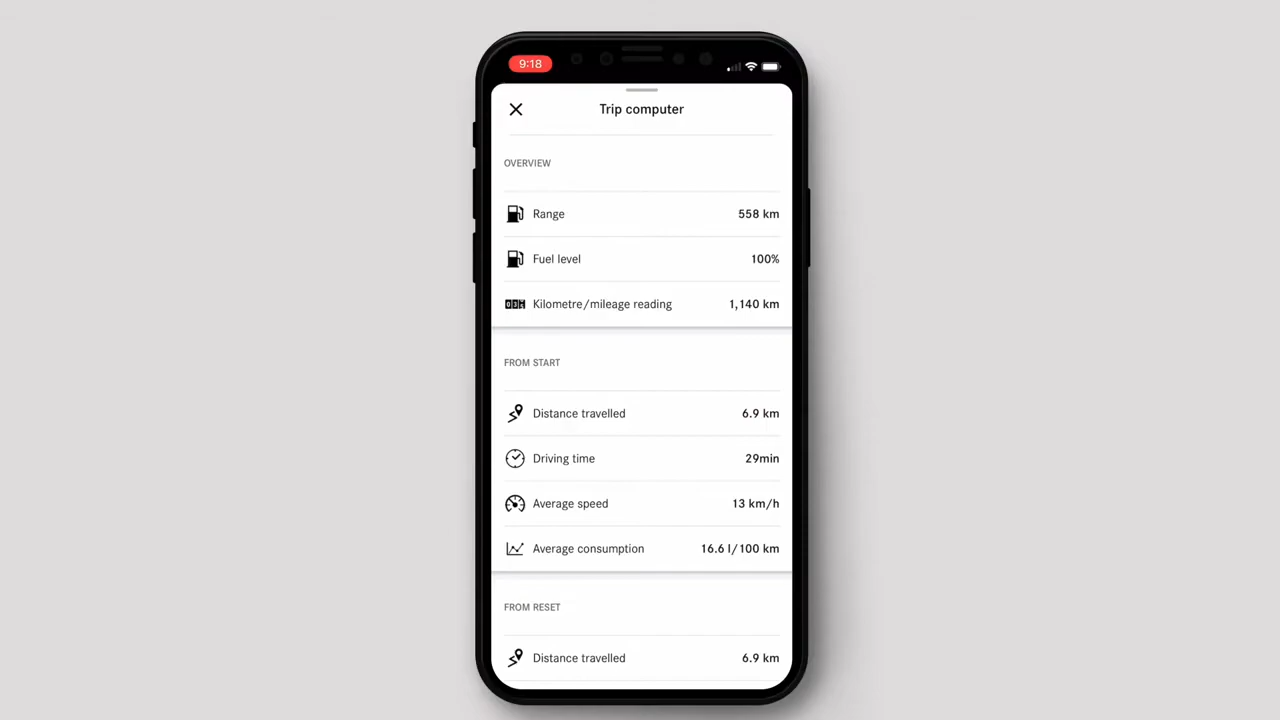 9:18
Trip computer
OVERVIEW
Range 558 km
Fuel level 100%
Kilometre/mileage reading 1,140 km
FROM START
Distance travelled 6.9 km
Driving time 29min
Average speed 13 km/h
Average consumption 16.6 l/100 km
FROM RESET
Distance travelled 6.9 km